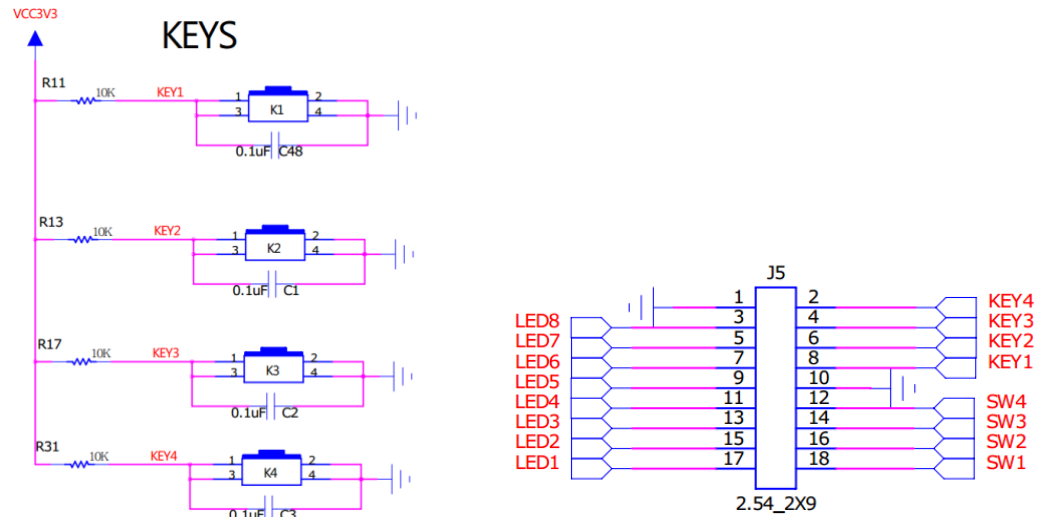 VCC3V3
KEYS
R11 10K KEY1 1 2
3 K1 4
0.1uF C48
R13 10K KEY2 1 2
3 K2 4
0.1uF C1
R17 10K KEY3 1 2
3 K3 4
0.1uF C2
R31 10K KEY4 1 2
3 K4 4
0.1uF C3
J5
1 2 KEY4
LED8 3 4 KEY3
LED7 5 6 KEY2
LED6 7 8 KEY1
LED5 9 10
LED4 11 12 SW4
LED3 13 14 SW3
LED2 15 16 SW2
LED1 17 18 SW1
2.54_2X9